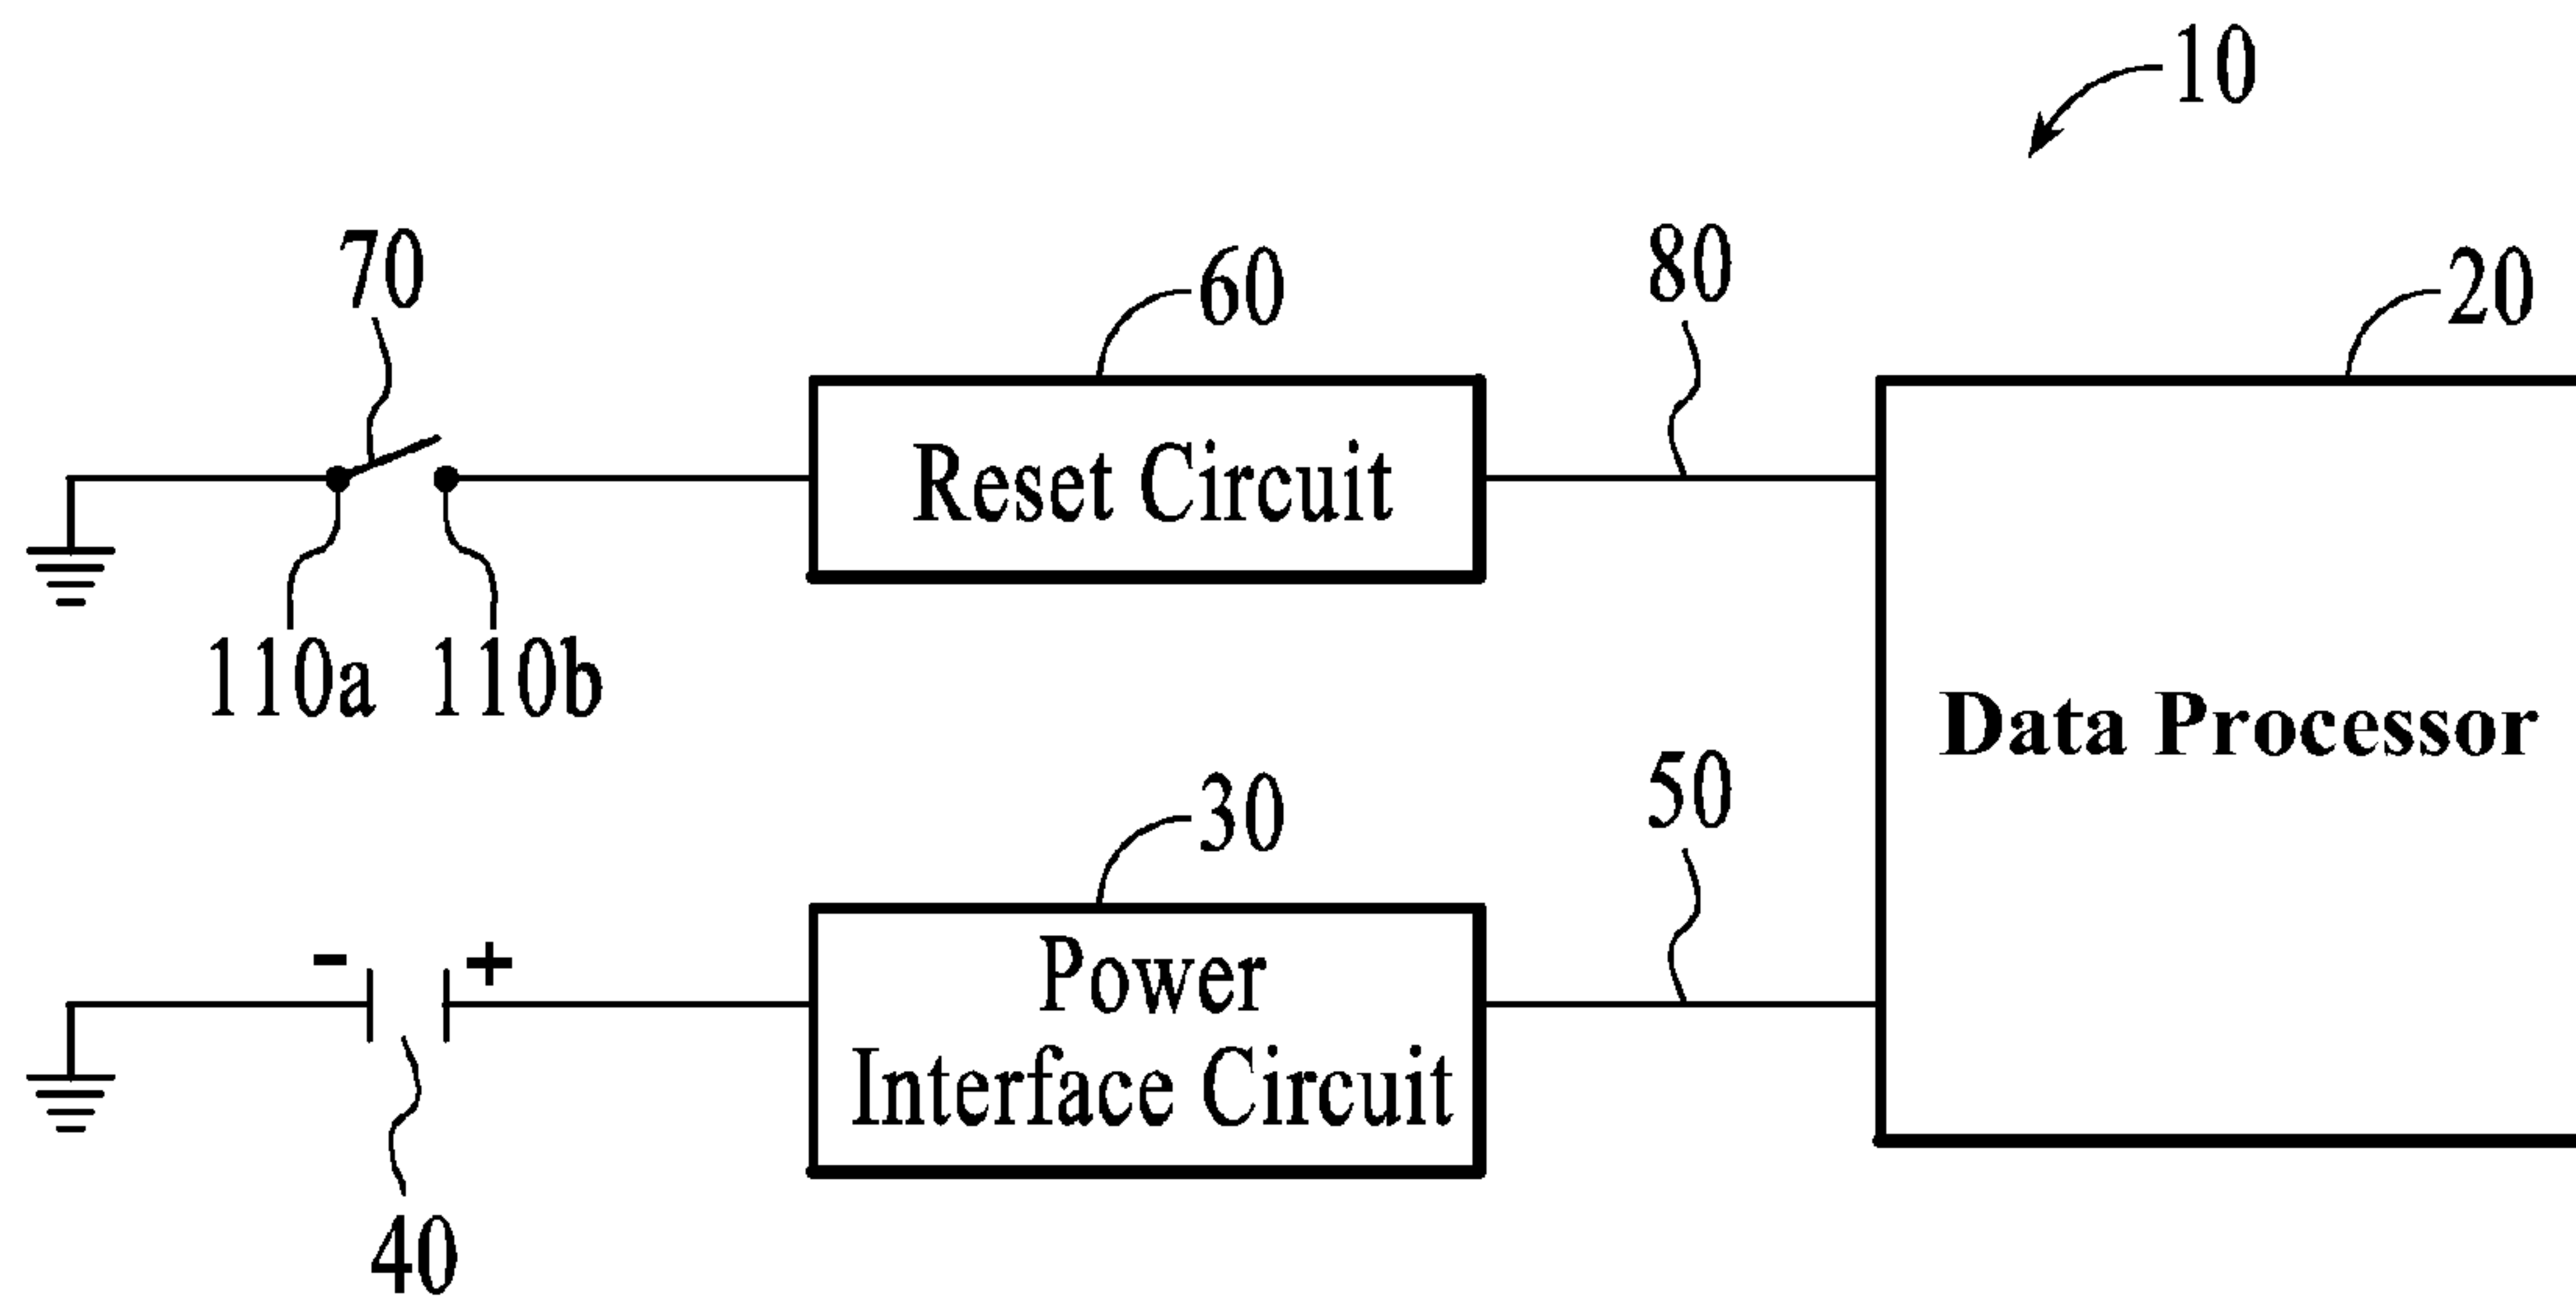 10
70
60
80
20
Reset Circuit
110a
110b
Data Processor
30
50
-
+
Power
Interface Circuit
40